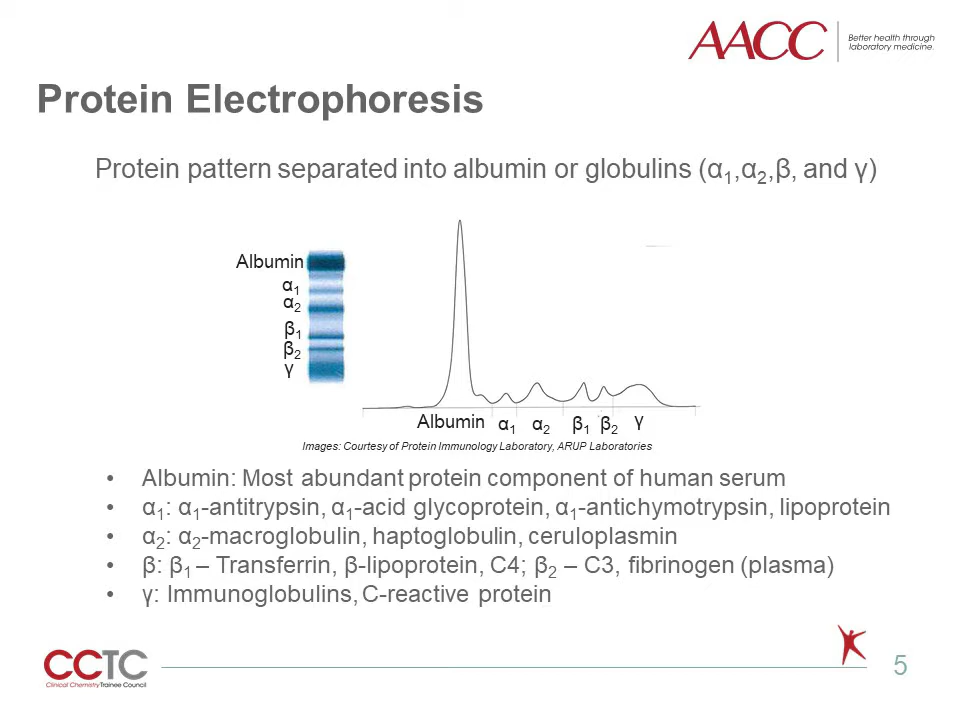 AACC
Better health through
laboratory medicine.
Protein Electrophoresis
Protein pattern separated into albumin or globulins (α₁,α₂,β, and γ)
Albumin
α₁
α₂
β₁
β₂
γ
Albumin α₁ α₂ β₁ β₂ γ
Images: Courtesy of Protein Immunology Laboratory, ARUP Laboratories
• Albumin: Most abundant protein component of human serum
• α₁: α₁-antitrypsin, α₁-acid glycoprotein, α₁-antichymotrypsin, lipoprotein
• α₂: α₂-macroglobulin, haptoglobulin, ceruloplasmin
• β: β₁ – Transferrin, β-lipoprotein, C4; β₂ – C3, fibrinogen (plasma)
• γ: Immunoglobulins, C-reactive protein
CCTC
Clinical Chemistry Trainee Council
5